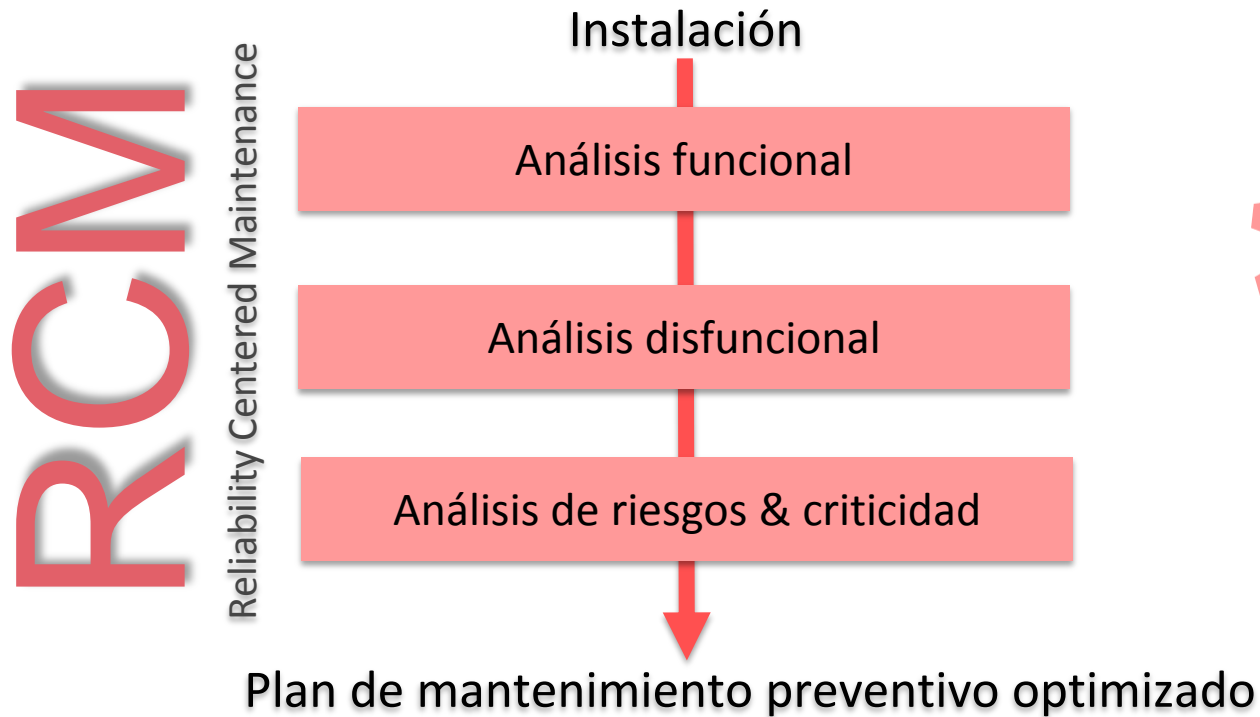 RCM
Reliability Centered Maintenance
Instalación
Análisis funcional
Análisis disfuncional
Análisis de riesgos & criticidad
Plan de mantenimiento preventivo optimizado